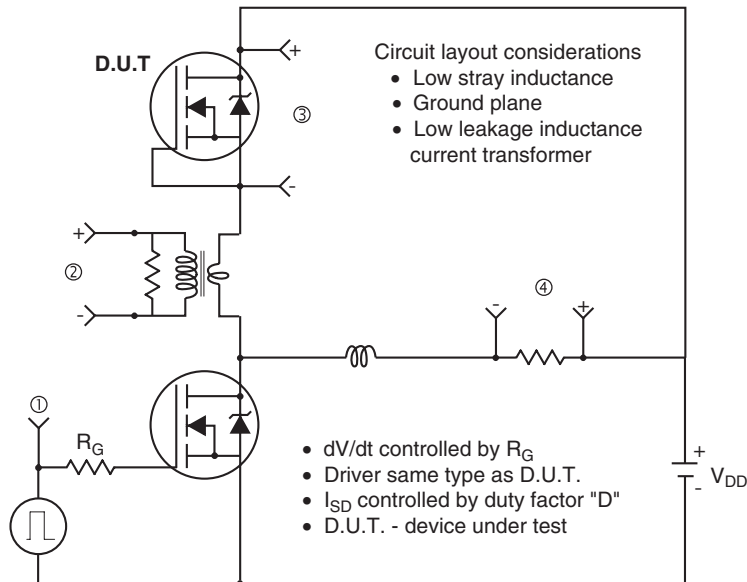 D.U.T
+
③
-
Circuit layout considerations
• Low stray inductance
• Ground plane
• Low leakage inductance
current transformer
+
②
-
-
④
+
①
R_G
• dV/dt controlled by R_G
• Driver same type as D.U.T.
• I_SD controlled by duty factor "D"
• D.U.T. - device under test
+
-
V_DD